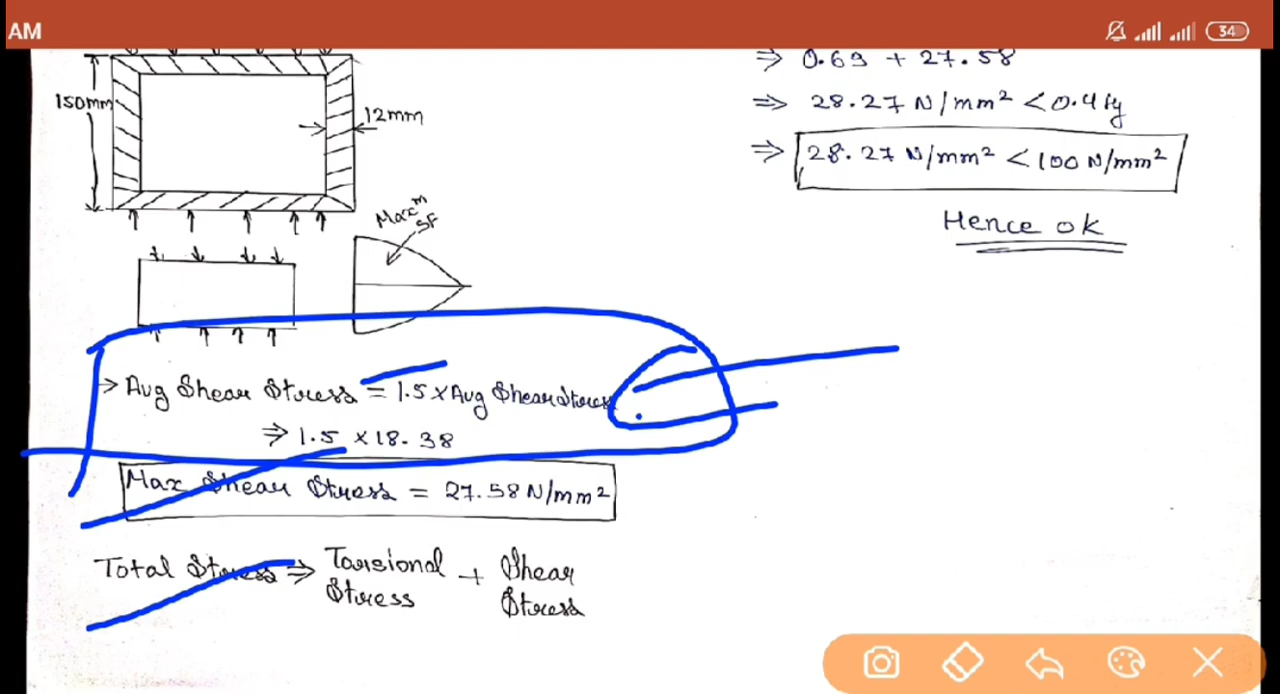 AM
34
150mm
12mm
Maxᵐ
SF
→ Avg Shear Stress = 1.5 × Avg Shear Stress
⇒ 1.5 × 18.38
Max Shear Stress = 27.58 N/mm²
Total Stress ⇒ Torsional Stress + Shear Stress
⇒ 0.69 + 27.58
⇒ 28.27 N/mm² < 0.4 fy
⇒ 28.27 N/mm² < 100 N/mm²
Hence ok